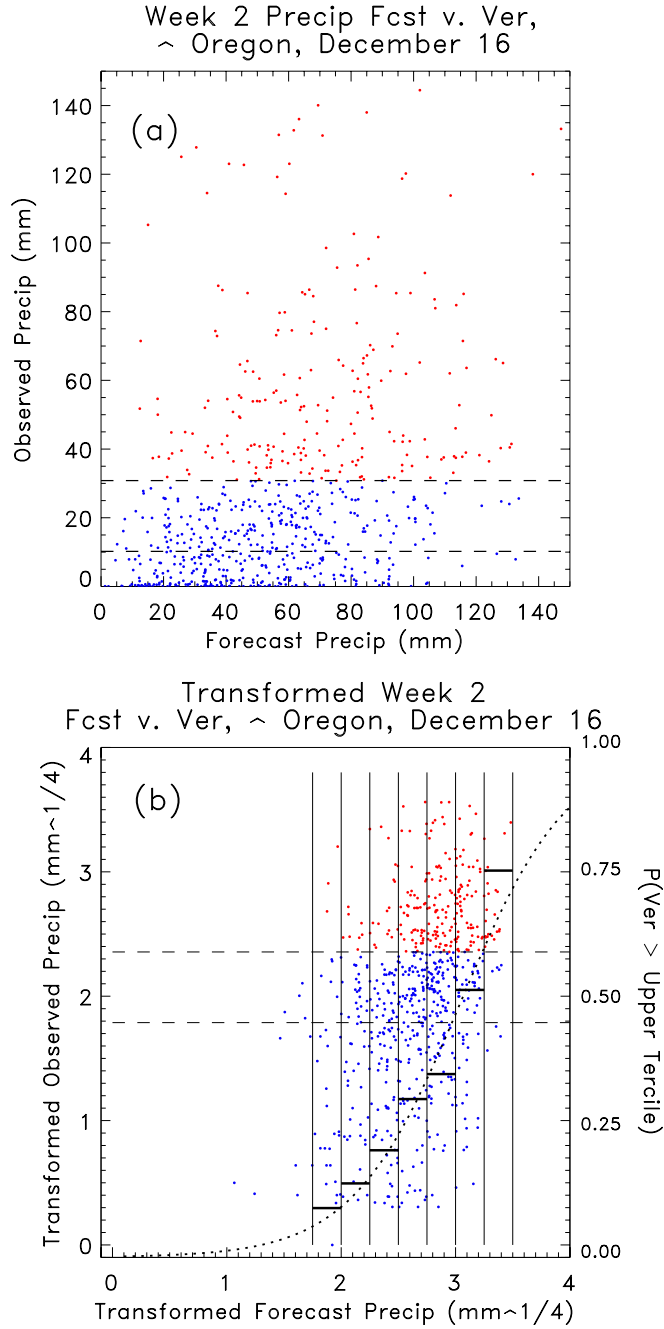 Week 2 Precip Fcst v. Ver,
^ Oregon, December 16
(a)
140
120
100
80
60
40
20
0
Observed Precip (mm)
0 20 40 60 80 100 120 140
Forecast Precip (mm)
Transformed Week 2
Fcst v. Ver, ^ Oregon, December 16
(b)
4
3
2
1
0
Transformed Observed Precip (mm^1/4)
1.00
0.75
0.50
0.25
0.00
P(Ver > Upper Tercile)
0 1 2 3 4
Transformed Forecast Precip (mm^1/4)